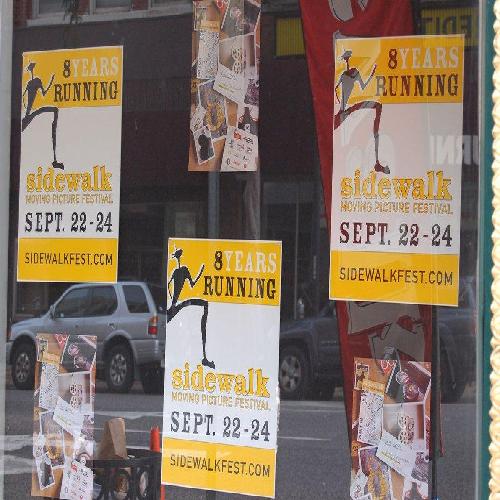 8 YEARS
RUNNING
sidewalk
MOVING PICTURE FESTIVAL
SEPT. 22-24
SIDEWALKFEST.COM
8 YEARS
RUNNING
sidewalk
MOVING PICTURE FESTIVAL
SEPT. 22-24
SIDEWALKFEST.COM
8 YEARS
RUNNING
sidewalk
MOVING PICTURE FESTIVAL
SEPT. 22-24
SIDEWALKFEST.COM